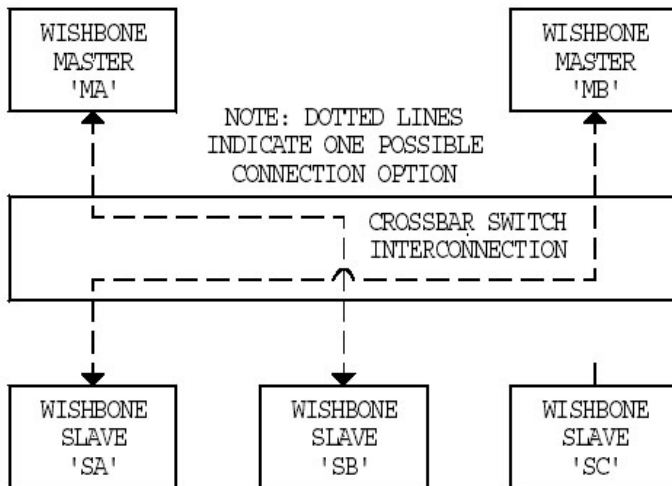 WISHBONE
MASTER
'MA'
WISHBONE
MASTER
'MB'
NOTE: DOTTED LINES
INDICATE ONE POSSIBLE
CONNECTION OPTION
CROSSBAR SWITCH
INTERCONNECTION
WISHBONE
SLAVE
'SA'
WISHBONE
SLAVE
'SB'
WISHBONE
SLAVE
'SC'